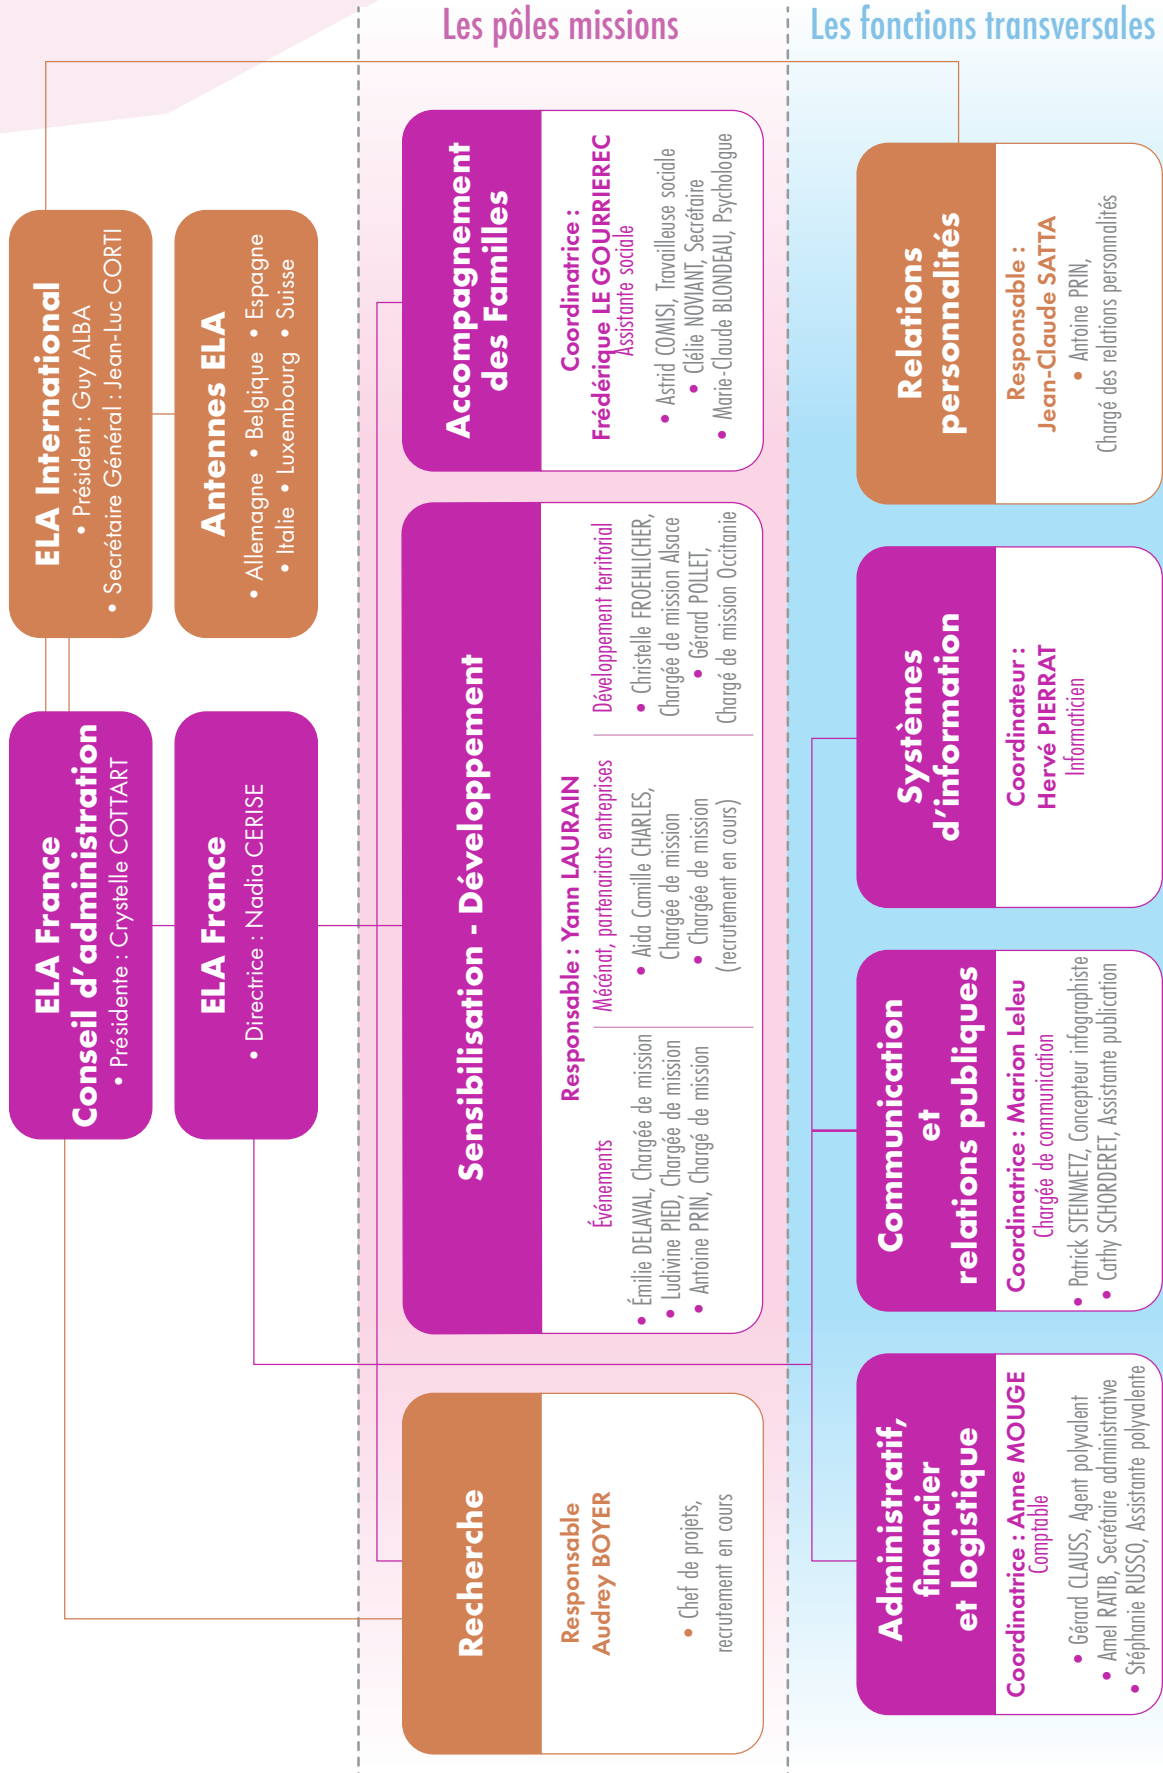 ELA France
Conseil d'administration
• Présidente : Crystelle COTTART
ELA International
• Président : Guy ALBA
• Secrétaire Général : Jean-Luc CORTI
ELA France
• Directrice : Nadia CERISE
Antennes ELA
• Allemagne • Belgique • Espagne
• Italie • Luxembourg • Suisse
Les pôles missions
Recherche
Responsable
Audrey BOYER
• Chef de projets,
recrutement en cours
Sensibilisation - Développement
Responsable : Yann LAURAIN
Événements
• Émilie DELAVAL, Chargée de mission
• Ludivine PIED, Chargée de mission
• Antoine PRIN, Chargé de mission
Mécénat, partenariats entreprises
• Aida Camille CHARLES,
Chargée de mission
• Chargée de mission
(recrutement en cours)
Développement territorial
• Christelle FROEHLICHER,
Chargée de mission Alsace
• Gérard POLLET,
Chargé de mission Occitanie
Accompagnement
des Familles
Coordinatrice :
Frédérique LE GOURRIEREC
Assistante sociale
• Astrid COMISI, Travailleuse sociale
• Clélie NOVIANT, Secrétaire
• Marie-Claude BLONDEAU, Psychologue
Les fonctions transversales
Administratif,
financier
et logistique
Coordinatrice : Anne MOUGE
Comptable
• Gérard CLAUSS, Agent polyvalent
• Amel RATIB, Secrétaire administrative
• Stéphanie RUSSO, Assistante polyvalente
Communication
et
relations publiques
Coordinatrice : Marion Leleu
Chargée de communication
• Patrick STEINMETZ, Concepteur infographiste
• Cathy SCHORDERET, Assistante publication
Systèmes
d'information
Coordinateur :
Hervé PIERRAT
Informaticien
Relations
personnalités
Responsable :
Jean-Claude SATTA
• Antoine PRIN,
Chargé des relations personnalités